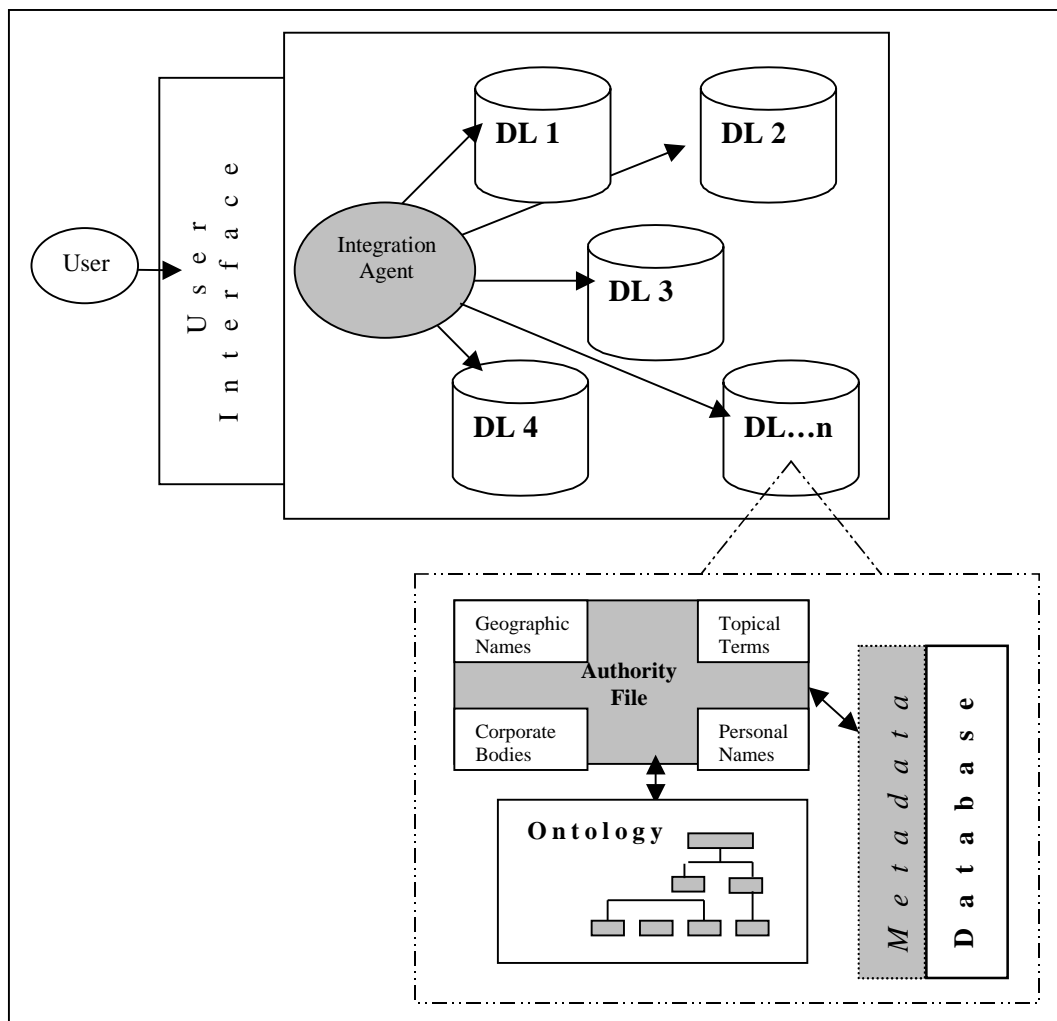 DL 1
DL 2
User
User
Interface
Integration
Agent
DL 3
DL 4
DL...n
Geographic
Names
Topical
Terms
Authority
File
Corporate
Bodies
Personal
Names
Ontology
Metadata
Database